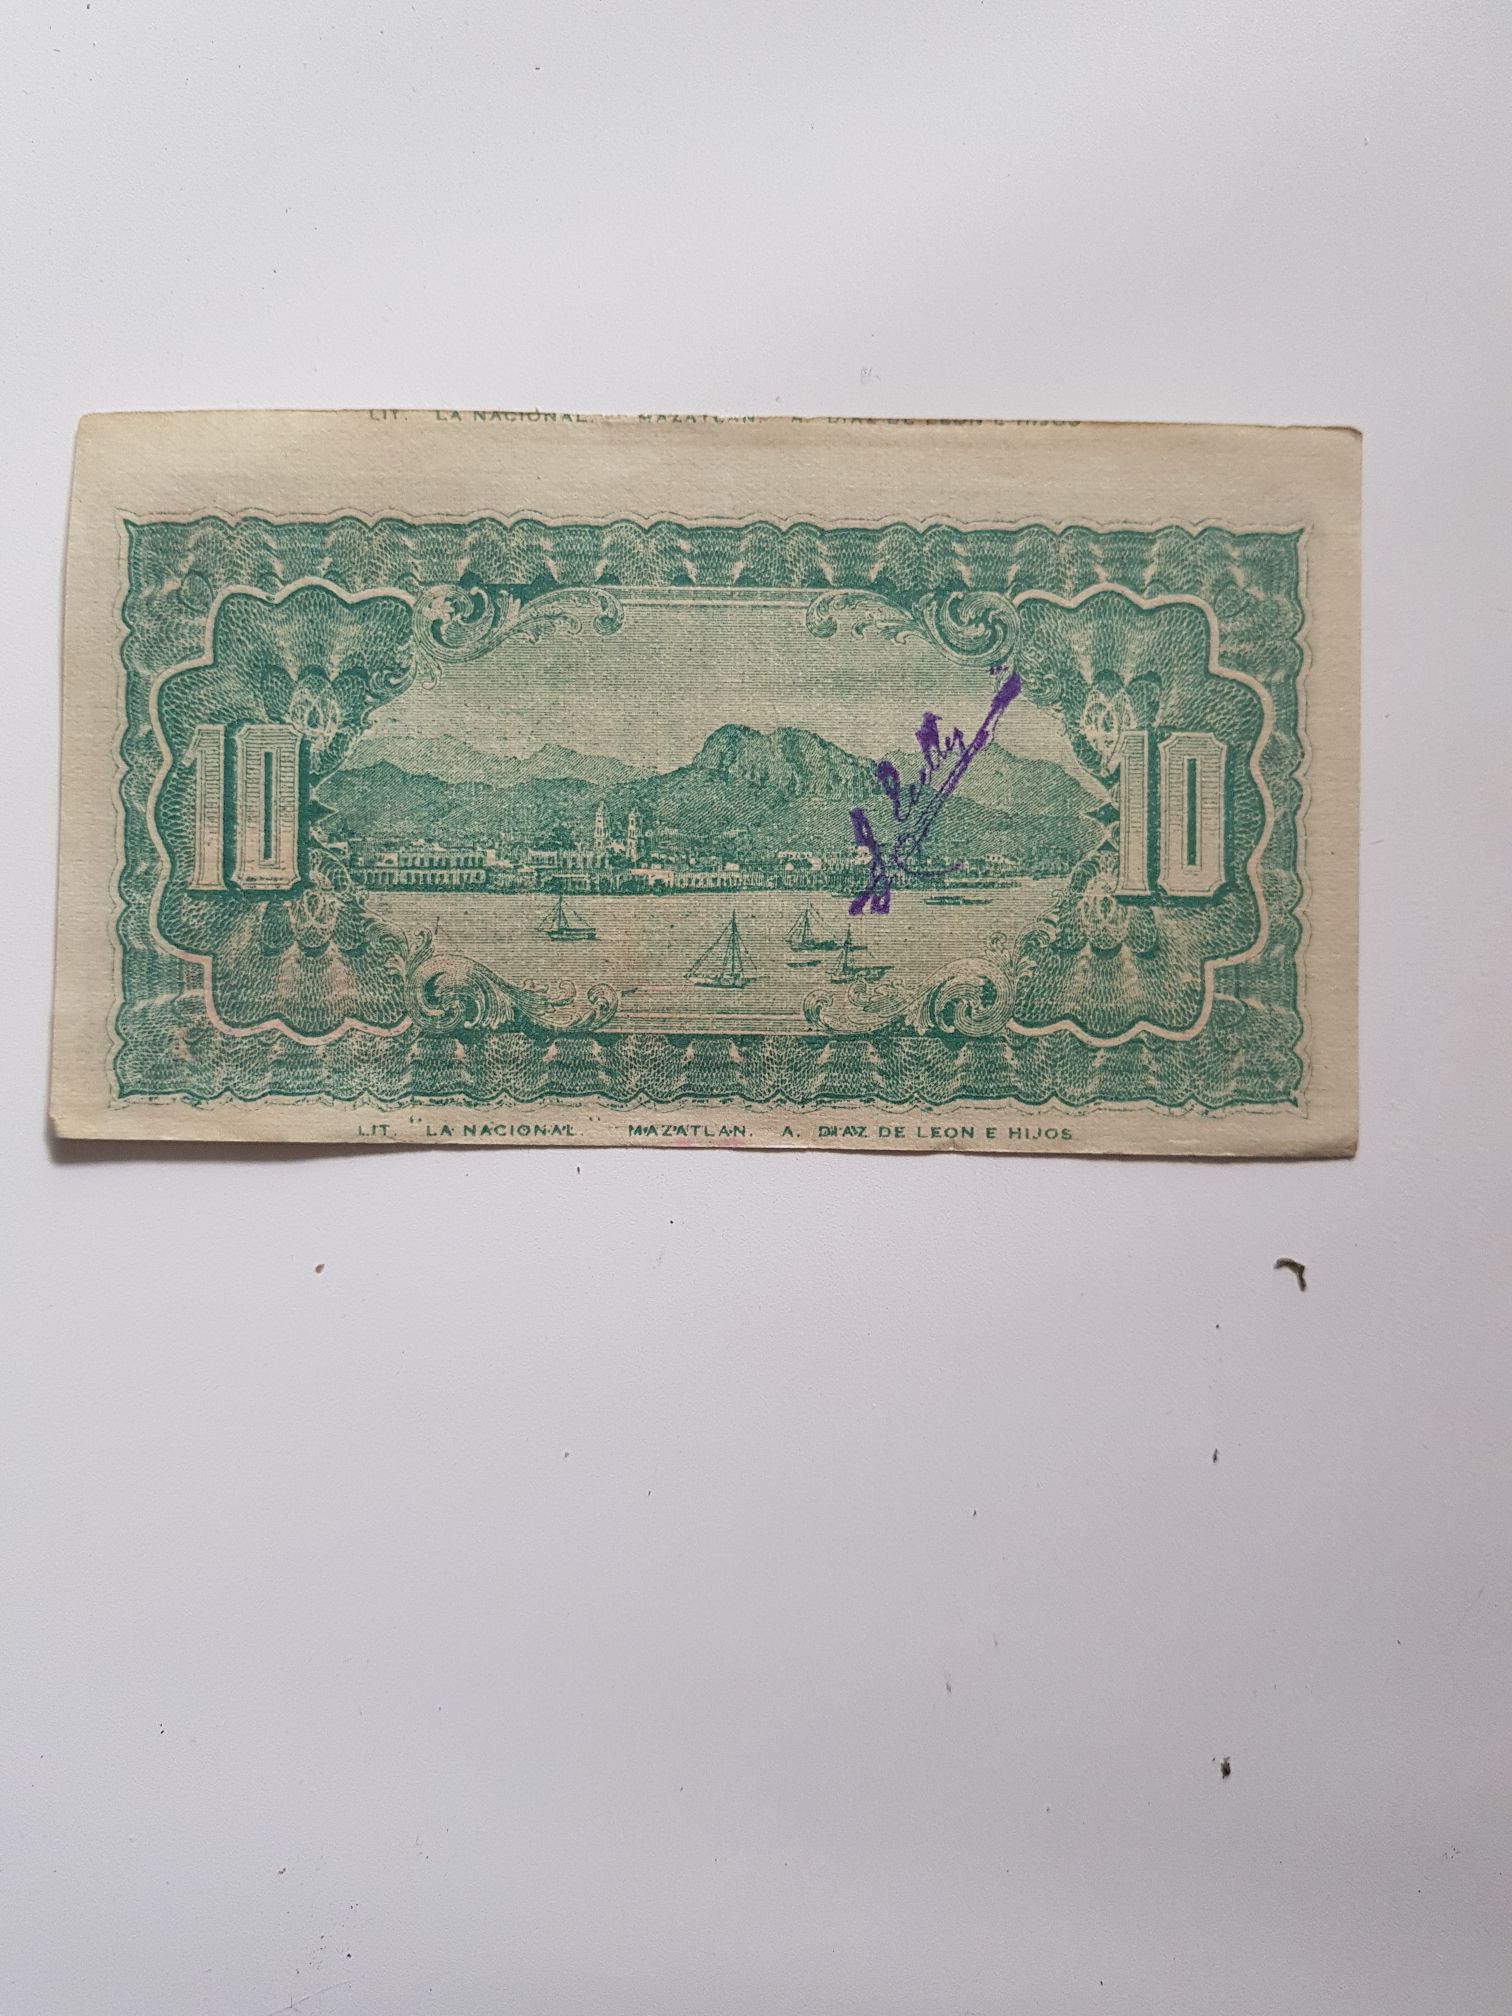 LIT. LA NACIONAL. MAZATLAN. A. DIAZ DE LEON E HIJOS
10 10
LIT. "LA NACIONAL." MAZATLAN. A. DIAZ DE LEON E HIJOS